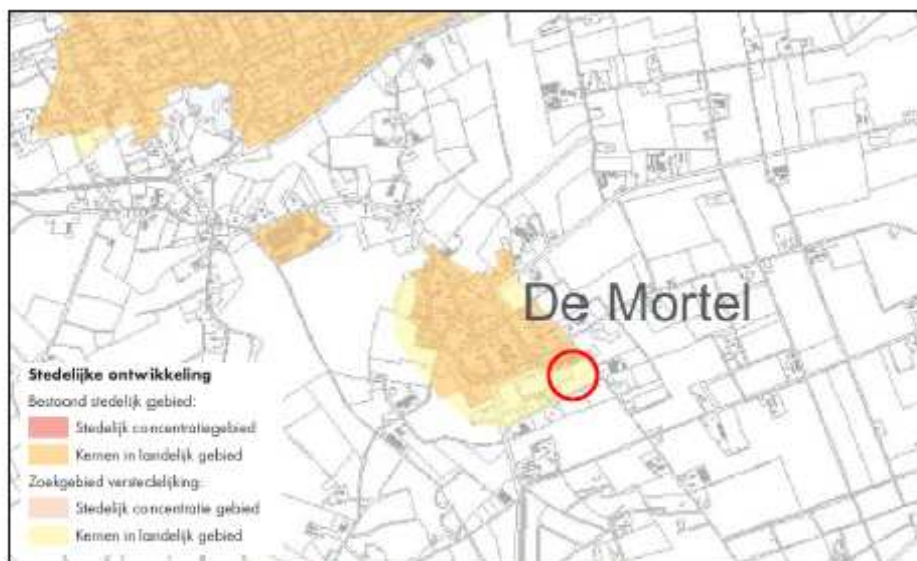 De Mortel
Stedelijke ontwikkeling
Bestaand stedelijk gebied:
Stedelijk concentratiegebied
Kernen in landelijk gebied
Zoekgebied verstedelijking:
Stedelijk concentratie gebied
Kernen in landelijk gebied